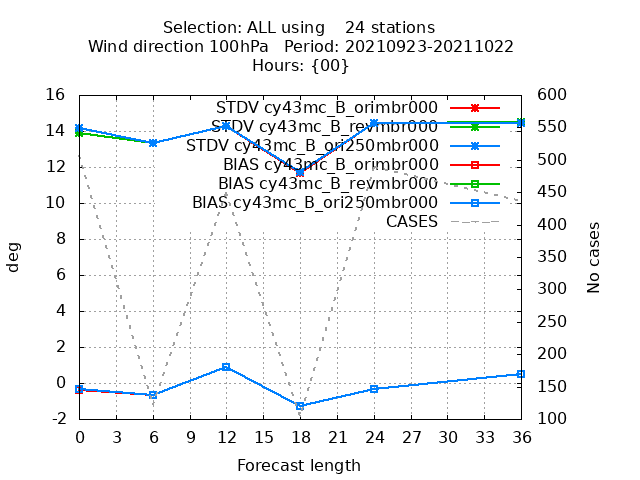 Selection: ALL using    24 stations
Wind direction 100hPa   Period: 20210923-20211022
Hours: {00}
16
14
12
10
8
6
4
2
0
-2
deg
STDV cy43mc_B_orimbr000
STDV cy43mc_B_revmbr000
STDV cy43mc_B_ori250mbr000
BIAS cy43mc_B_orimbr000
BIAS cy43mc_B_revmbr000
BIAS cy43mc_B_ori250mbr000
CASES
600
550
500
450
400
350
300
250
200
150
100
No cases
0 3 6 9 12 15 18 21 24 27 30 33 36
Forecast length